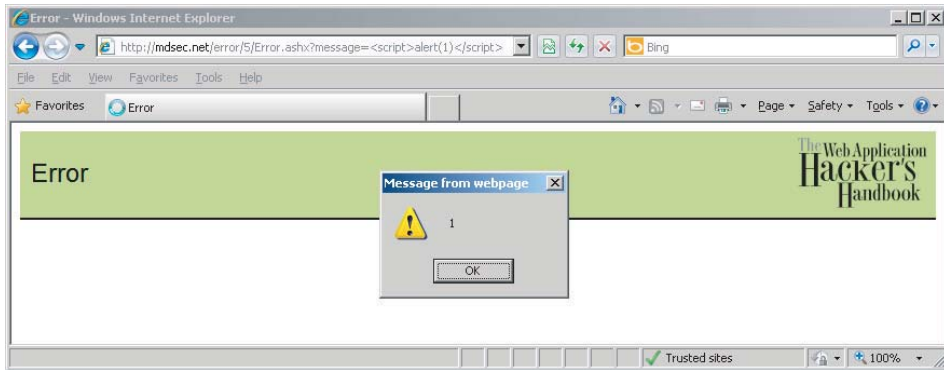 Error - Windows Internet Explorer
http://mdsec.net/error/5/Error.ashx?message=<script>alert(1)</script>
Bing
File Edit View Favorites Tools Help
Favorites
Error
Page
Safety
Tools
Error
The Web Application
Hacker's
Handbook
Message from webpage
1
OK
Trusted sites
100%